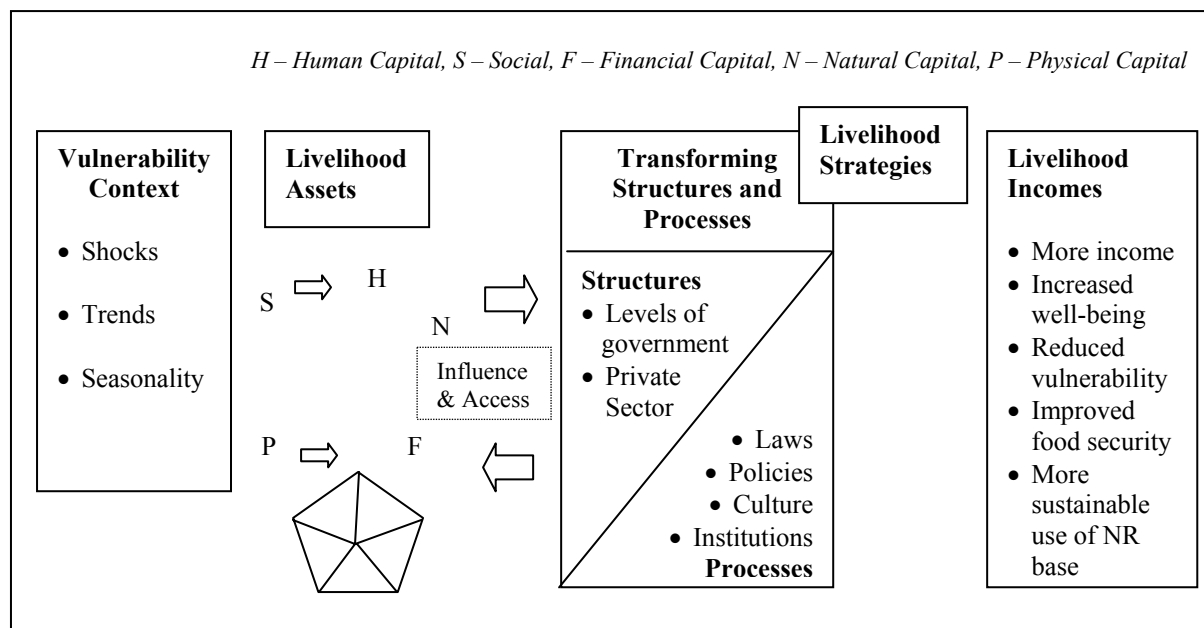 H – Human Capital, S – Social, F – Financial Capital, N – Natural Capital, P – Physical Capital
Vulnerability
Context
• Shocks
• Trends
• Seasonality
Livelihood
Assets
S
H
N
Influence
& Access
P
F
Transforming
Structures and
Processes
Structures
• Levels of
government
• Private
Sector
• Laws
• Policies
• Culture
• Institutions
Processes
Livelihood
Strategies
Livelihood
Incomes
• More income
• Increased
well-being
• Reduced
vulnerability
• Improved
food security
• More
sustainable
use of NR
base